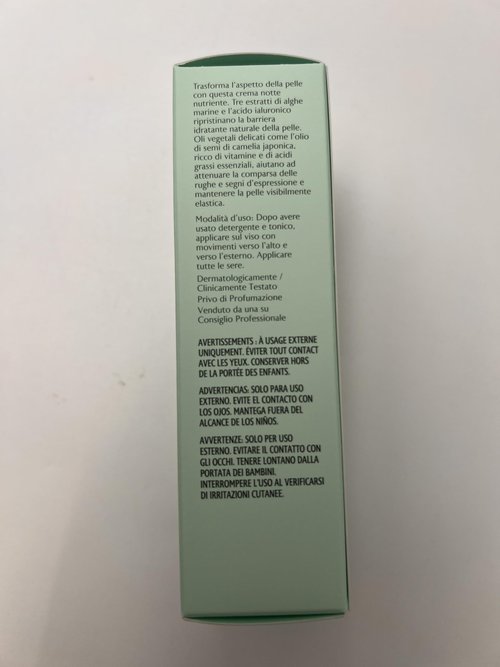 Trasforma l'aspetto della pelle
con questa crema notte
nutriente. Tre estratti di alghe
marine e l'acido ialuronico
ripristinano la barriera
idratante naturale della pelle.
Oli vegetali delicati come l'olio
di semi di camelia japonica,
ricco di vitamine e di acidi
grassi essenziali, aiutano ad
attenuare la comparsa delle
rughe e segni d'espressione e
mantenere la pelle visibilmente
elastica.
Modalità d'uso: Dopo avere
usato detergente e tonico,
applicare sul viso con
movimenti verso l'alto e
verso l'esterno. Applicare
tutte le sere.
Dermatologicamente /
Clinicamente Testato
Privo di Profumazione
Venduto da una su
Consiglio Professionale
AVERTISSEMENTS : À USAGE EXTERNE
UNIQUEMENT. ÉVITER TOUT CONTACT
AVEC LES YEUX. CONSERVER HORS
DE LA PORTÉE DES ENFANTS.
ADVERTENCIAS: SOLO PARA USO
EXTERNO. EVITE EL CONTACTO CON
LOS OJOS. MANTEGA FUERA DEL
ALCANCE DE LOS NIÑOS.
AVVERTENZE: SOLO PER USO
ESTERNO. EVITARE IL CONTATTO CON
GLI OCCHI. TENERE LONTANO DALLA
PORTATA DEI BAMBINI.
INTERROMPERE L'USO AL VERIFICARSI
DI IRRITAZIONI CUTANEE.